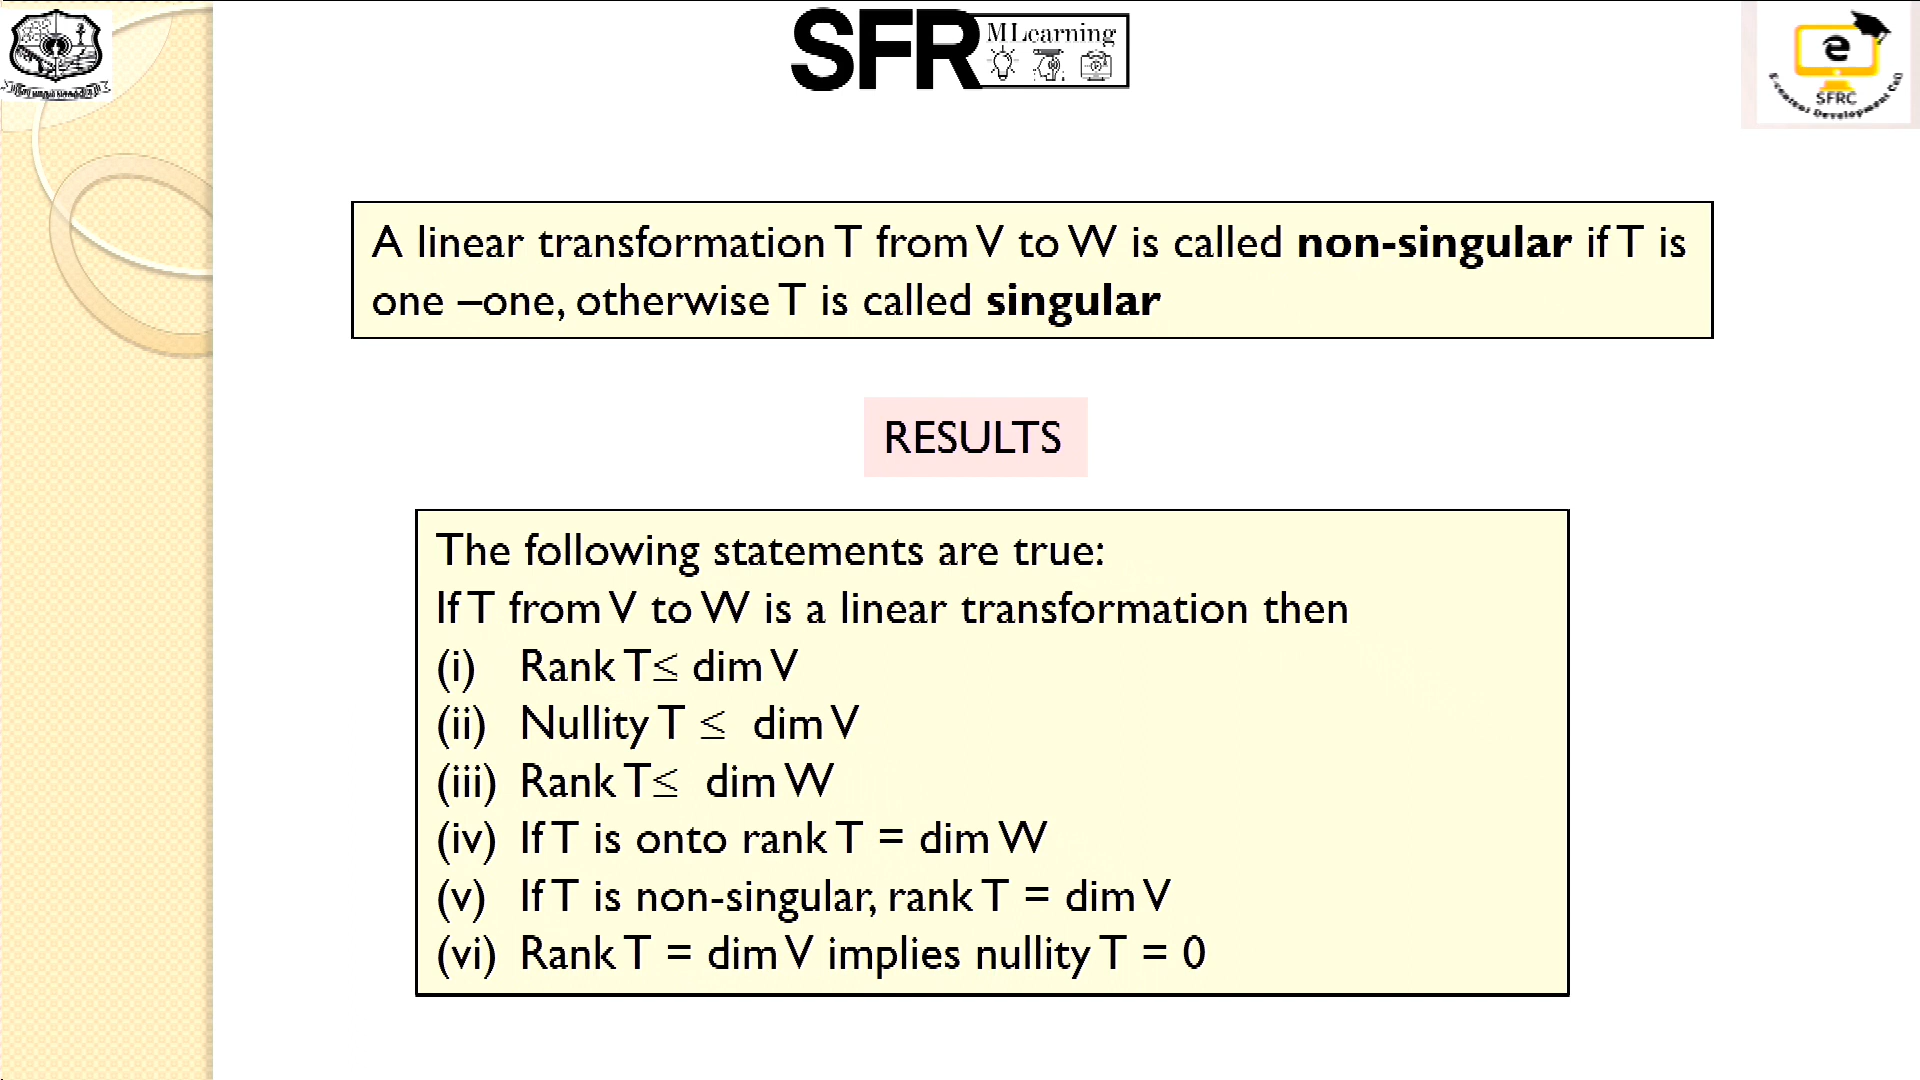 SFR
MLearning
e
SFRC
E-content Development Cell
A linear transformation T from V to W is called non-singular if T is
one –one, otherwise T is called singular
RESULTS
The following statements are true:
If T from V to W is a linear transformation then
(i) Rank T≤ dim V
(ii) Nullity T ≤ dim V
(iii) Rank T≤ dim W
(iv) If T is onto rank T = dim W
(v) If T is non-singular, rank T = dim V
(vi) Rank T = dim V implies nullity T = 0